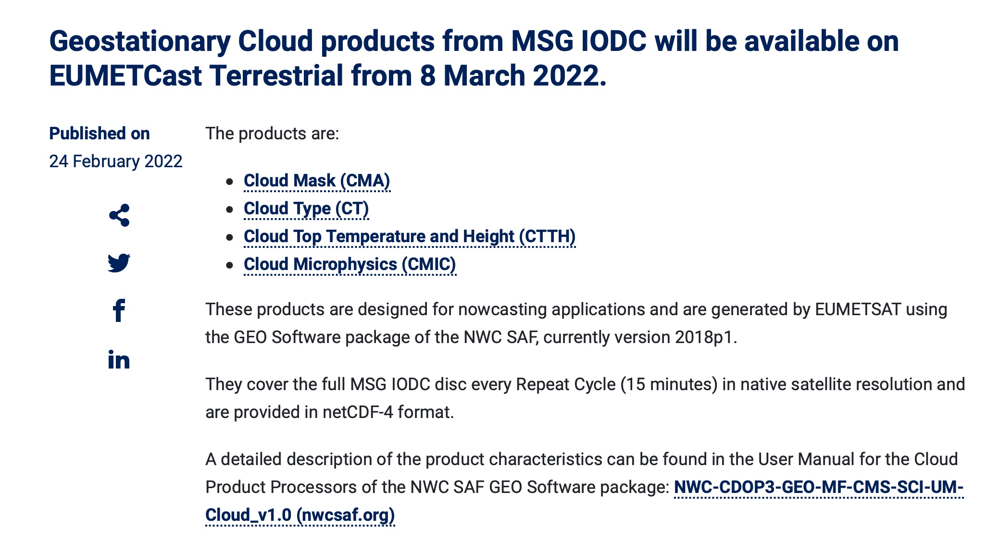 Geostationary Cloud products from MSG IODC will be available on
EUMETCast Terrestrial from 8 March 2022.
Published on
24 February 2022
The products are:
Cloud Mask (CMA)
Cloud Type (CT)
Cloud Top Temperature and Height (CTTH)
Cloud Microphysics (CMIC)
These products are designed for nowcasting applications and are generated by EUMETSAT using
the GEO Software package of the NWC SAF, currently version 2018p1.
They cover the full MSG IODC disc every Repeat Cycle (15 minutes) in native satellite resolution and
are provided in netCDF-4 format.
A detailed description of the product characteristics can be found in the User Manual for the Cloud
Product Processors of the NWC SAF GEO Software package: NWC-CDOP3-GEO-MF-CMS-SCI-UM-
Cloud_v1.0 (nwcsaf.org)